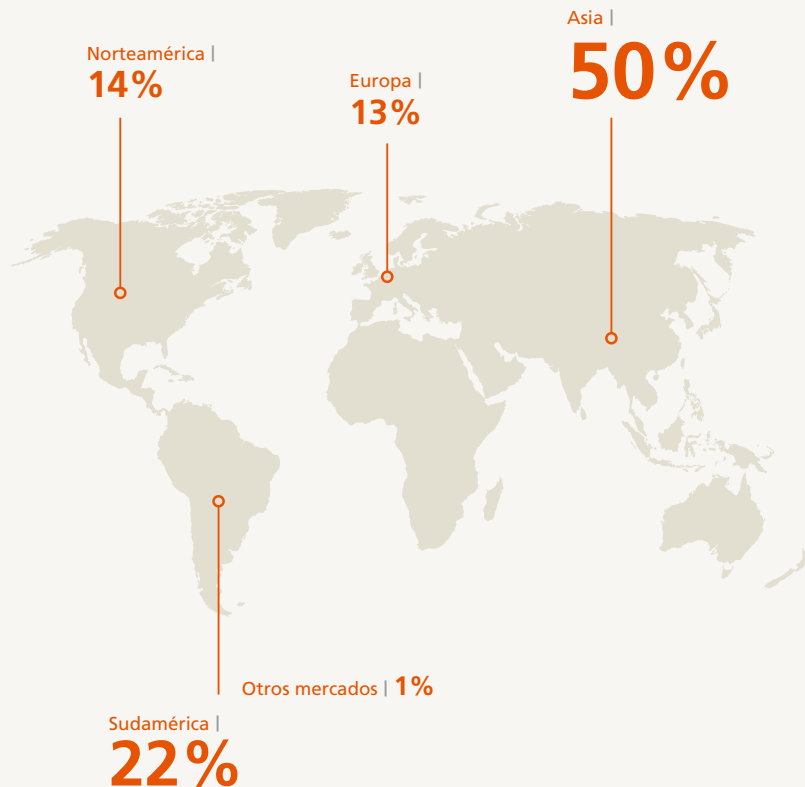 Asia |
50%
Norteamérica |
14%
Europa |
13%
Otros mercados | 1%
Sudamérica |
22%